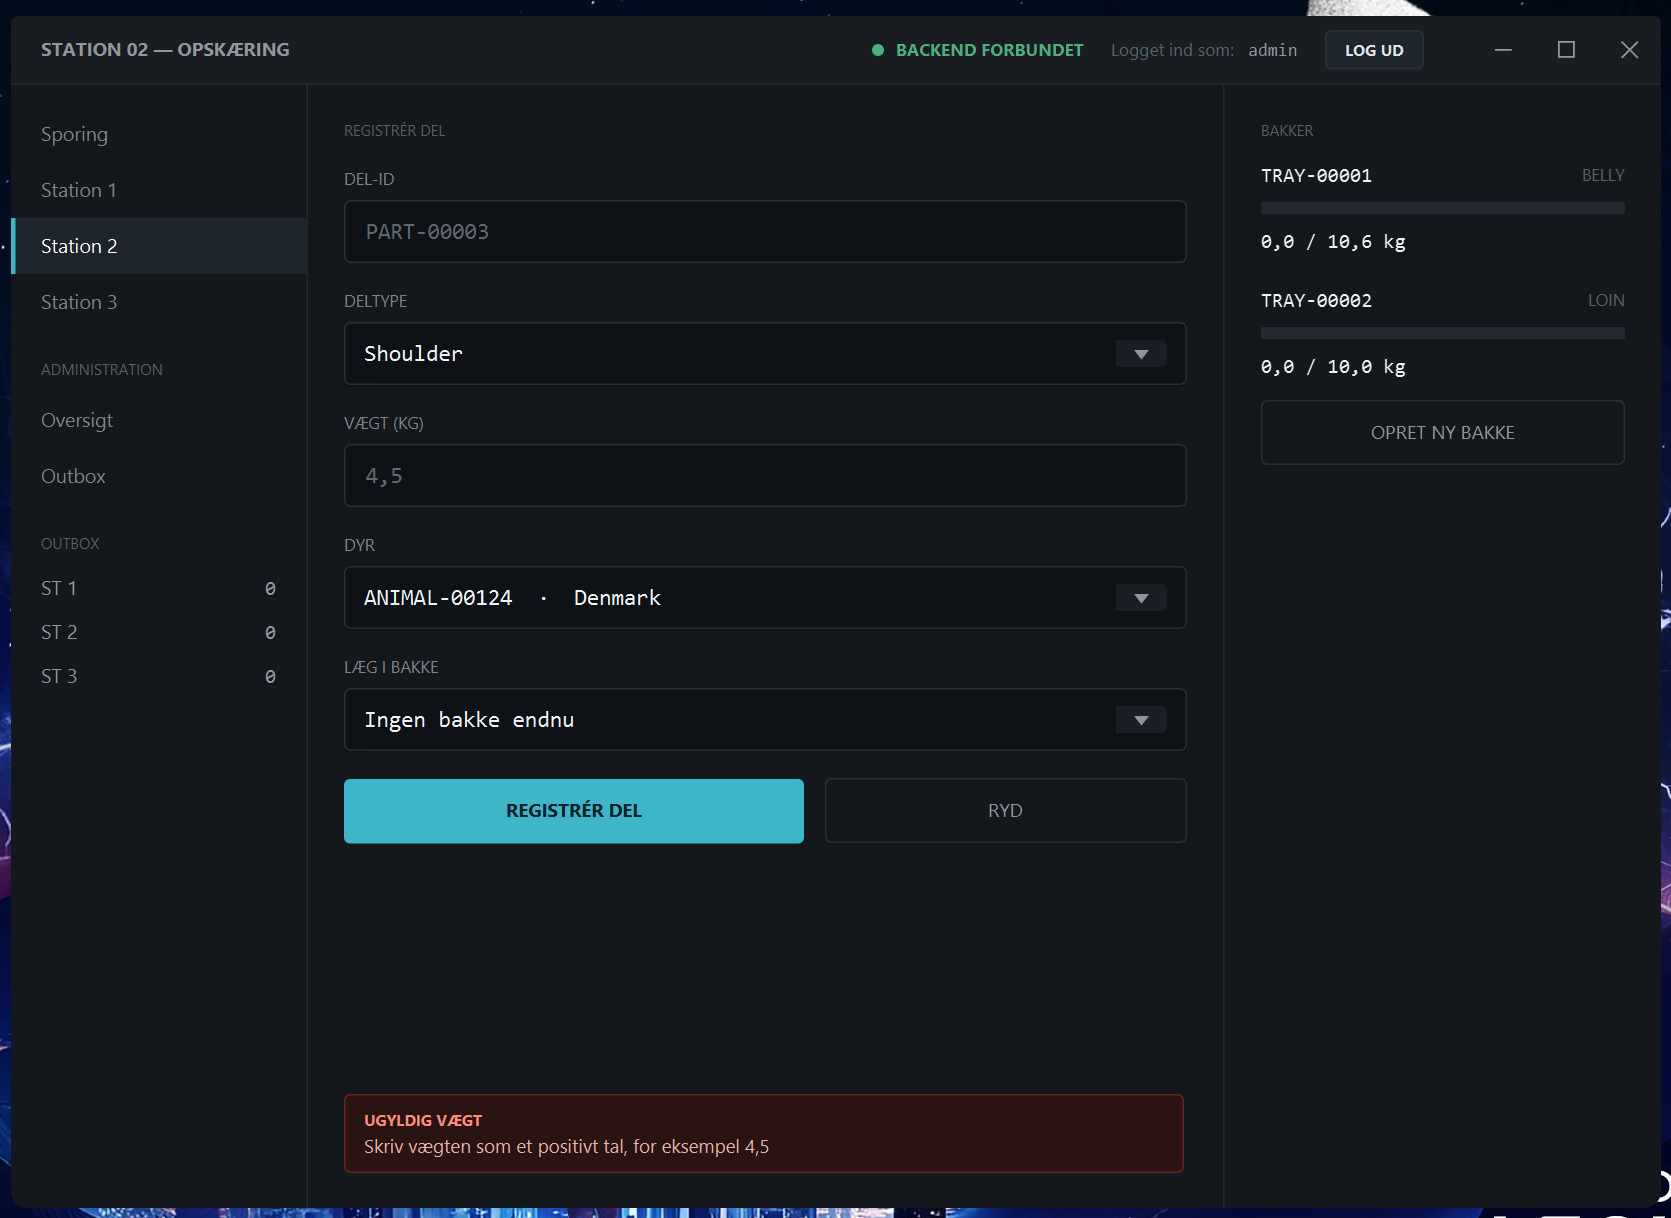 STATION 02 — OPSKÆRING
BACKEND FORBUNDET
Logget ind som: admin
LOG UD
Sporing
Station 1
Station 2
Station 3
ADMINISTRATION
Oversigt
Outbox
OUTBOX
ST 1 0
ST 2 0
ST 3 0
REGISTRÉR DEL
DEL-ID
PART-00003
DELTYPE
Shoulder
VÆGT (KG)
4,5
DYR
ANIMAL-00124 · Denmark
LÆG I BAKKE
Ingen bakke endnu
REGISTRÉR DEL
RYD
UGYLDIG VÆGT
Skriv vægten som et positivt tal, for eksempel 4,5
BAKKER
TRAY-00001 BELLY
0,0 / 10,6 kg
TRAY-00002 LOIN
0,0 / 10,0 kg
OPRET NY BAKKE